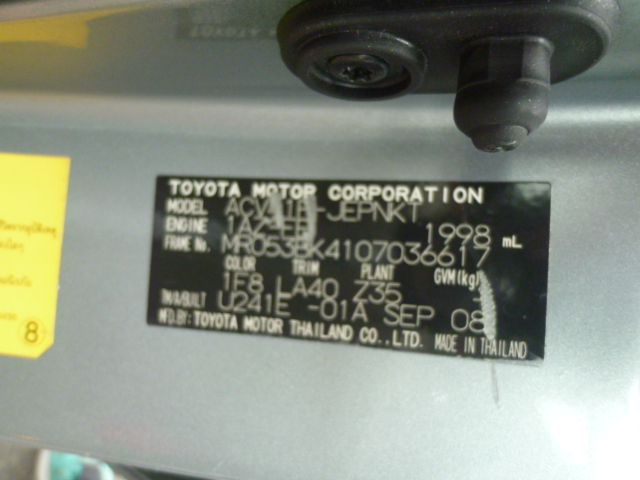 TOYOTA MOTOR CORPORATION
MODEL ACV41R-JEPNKT
ENGINE 1AZ-FE 1998 mL
FRAME No. MR053BK4107036617
COLOR TRIM PLANT GVM(kg)
1F8 LA40 Z35
TM/A/BUILT U241E -01A SEP 08
MFD.BY: TOYOTA MOTOR THAILAND CO.,LTD. MADE IN THAILAND
8